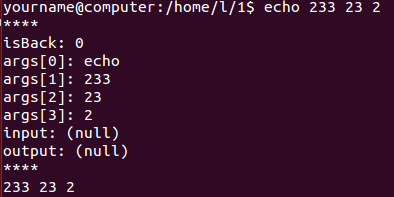 yourname@computer:/home/l/1$ echo 233 23 2
****
isBack: 0
args[0]: echo
args[1]: 233
args[2]: 23
args[3]: 2
input: (null)
output: (null)
****
233 23 2